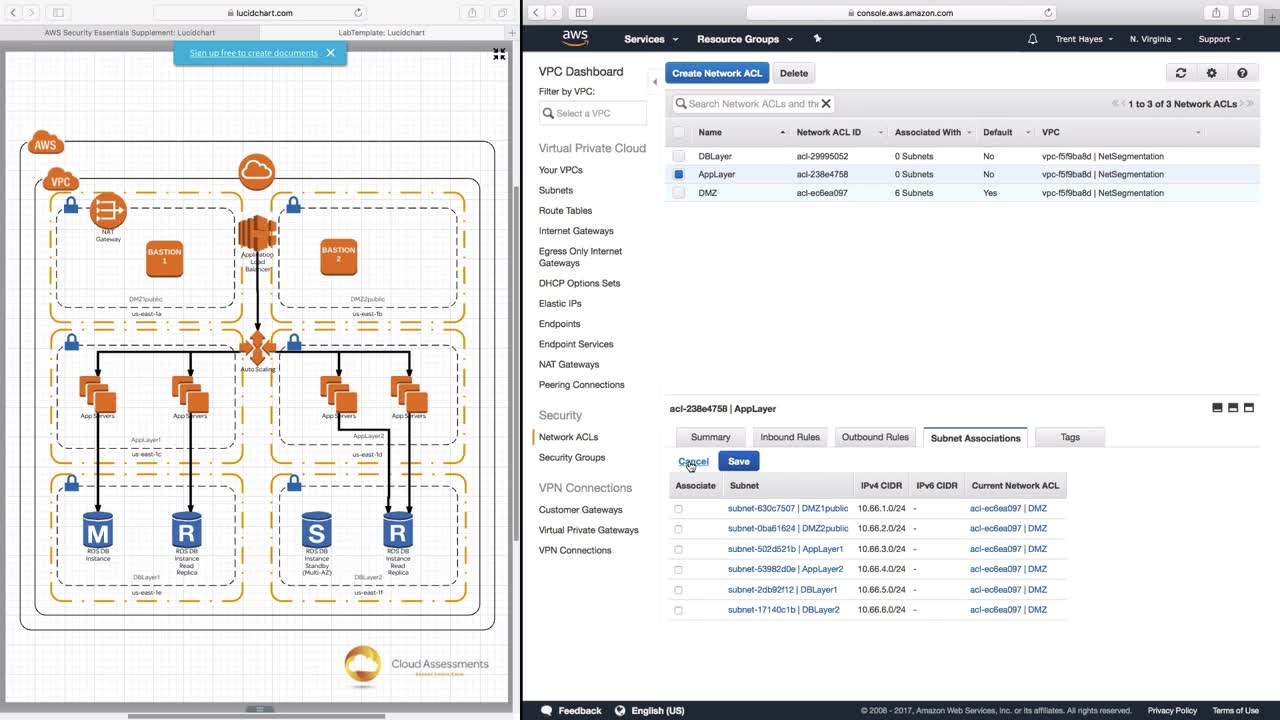 lucidchart.com
AWS Security Essentials Supplement: Lucidchart
LabTemplate: Lucidchart
Sign up free to create documents
AWS
VPC
NAT
Gateway
BASTION
1
Application
Load
Balancer
BASTION
2
DMZ1public
us-east-1a
DMZ2public
us-east-1b
Auto Scaling
App Servers
App Servers
App Servers
App Servers
AppLayer1
us-east-1c
AppLayer2
us-east-1d
M
RDS DB
Instance
R
RDS DB
Instance
Read
Replica
S
RDS DB
Instance
Standby
(Multi-AZ)
R
RDS DB
Instance
Read
Replica
DBLayer1
us-east-1e
DBLayer2
us-east-1f
Cloud Assessments
console.aws.amazon.com
aws
Services
Resource Groups
Trent Hayes
N. Virginia
Support
VPC Dashboard
Filter by VPC:
Select a VPC
Virtual Private Cloud
Your VPCs
Subnets
Route Tables
Internet Gateways
Egress Only Internet
Gateways
DHCP Options Sets
Elastic IPs
Endpoints
Endpoint Services
NAT Gateways
Peering Connections
Security
Network ACLs
Security Groups
VPN Connections
Customer Gateways
Virtual Private Gateways
VPN Connections
Create Network ACL
Delete
Search Network ACLs and the
1 to 3 of 3 Network ACLs
Name Network ACL ID Associated With Default VPC
DBLayer acl-29995052 0 Subnets No vpc-f5f9ba8d | NetSegmentation
AppLayer acl-238e4758 0 Subnets No vpc-f5f9ba8d | NetSegmentation
DMZ acl-ec6ea097 6 Subnets Yes vpc-f5f9ba8d | NetSegmentation
acl-238e4758 | AppLayer
Summary Inbound Rules Outbound Rules Subnet Associations Tags
Cancel Save
Associate Subnet IPv4 CIDR IPv6 CIDR Current Network ACL
subnet-630c7507 | DMZ1public 10.66.1.0/24 - acl-ec6ea097 | DMZ
subnet-0ba61624 | DMZ2public 10.66.2.0/24 - acl-ec6ea097 | DMZ
subnet-502d521b | AppLayer1 10.66.3.0/24 - acl-ec6ea097 | DMZ
subnet-53982d0e | AppLayer2 10.66.4.0/24 - acl-ec6ea097 | DMZ
subnet-2db92f12 | DBLayer1 10.66.5.0/24 - acl-ec6ea097 | DMZ
subnet-17140c1b | DBLayer2 10.66.6.0/24 - acl-ec6ea097 | DMZ
Feedback
English (US)
© 2008 - 2017, Amazon Web Services, Inc. or its affiliates. All rights reserved.
Privacy Policy
Terms of Use